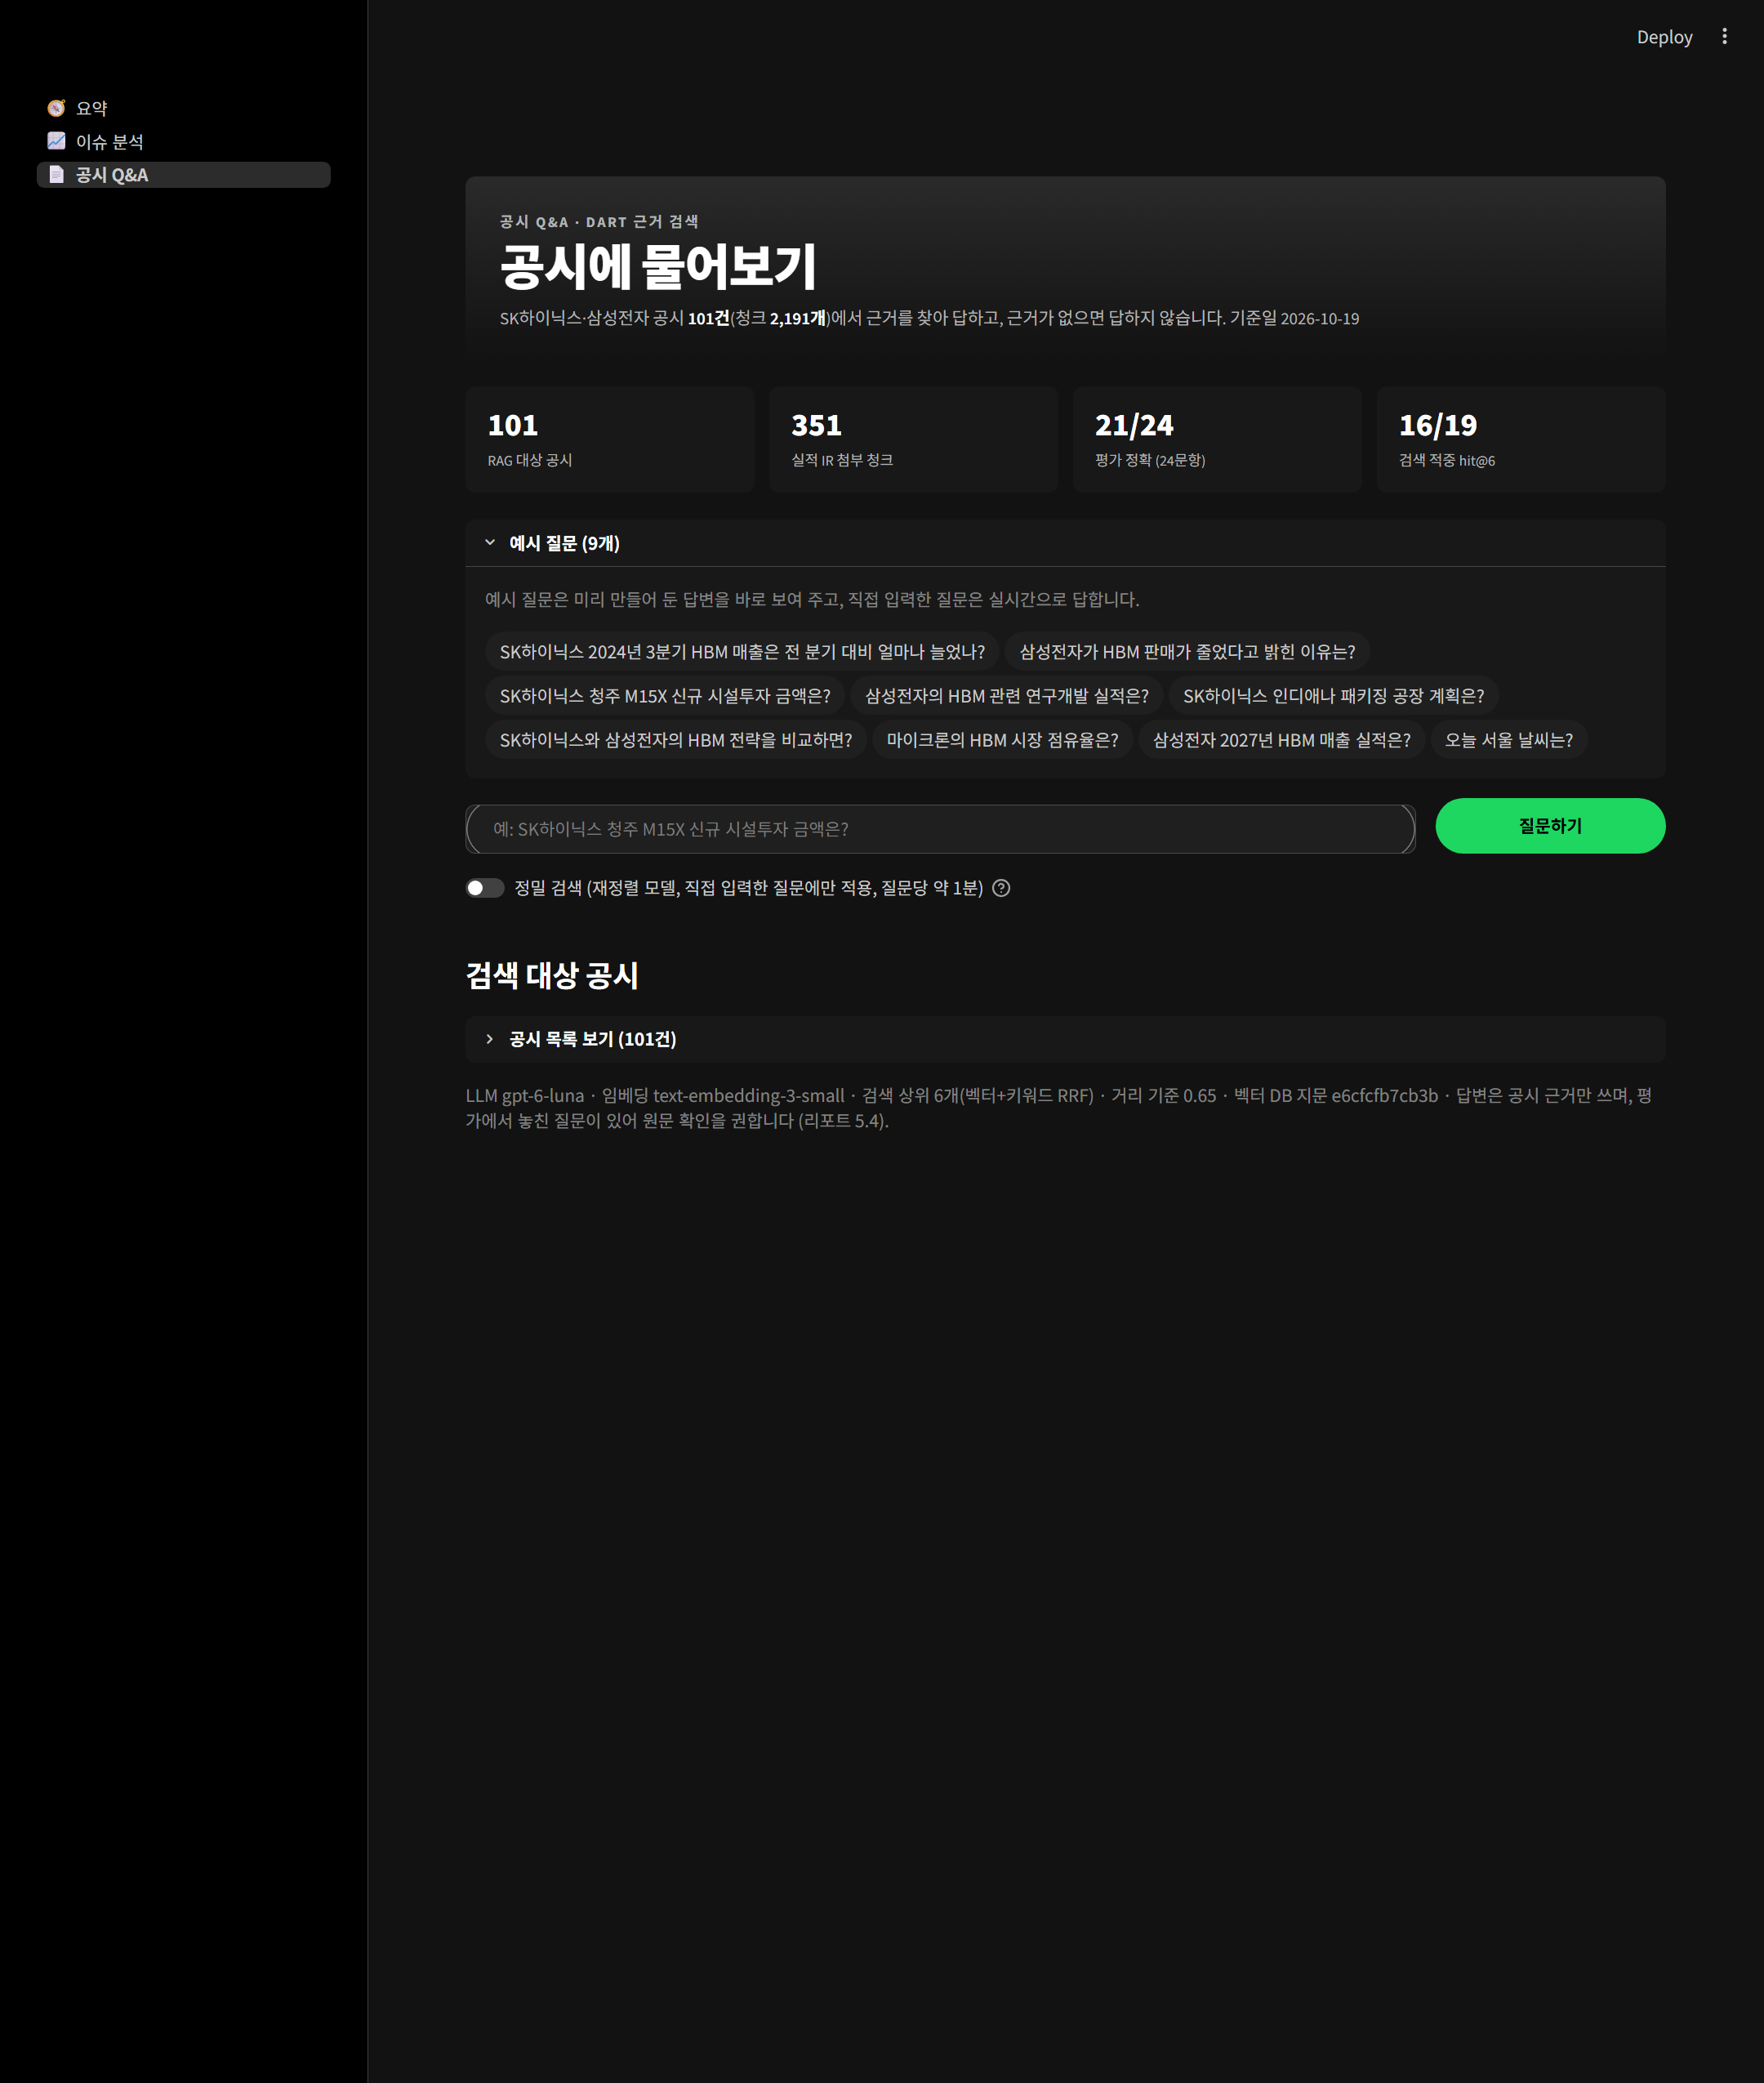 Deploy
요약
이슈 분석
공시 Q&A
공시 Q&A · DART 근거 검색
공시에 물어보기
SK하이닉스·삼성전자 공시 101건(청크 2,191개)에서 근거를 찾아 답하고, 근거가 없으면 답하지 않습니다. 기준일 2026-10-19
101
RAG 대상 공시
351
실적 IR 첨부 청크
21/24
평가 정확 (24문항)
16/19
검색 적중 hit@6
예시 질문 (9개)
예시 질문은 미리 만들어 둔 답변을 바로 보여 주고, 직접 입력한 질문은 실시간으로 답합니다.
SK하이닉스 2024년 3분기 HBM 매출은 전 분기 대비 얼마나 늘었나? 삼성전자가 HBM 판매가 줄었다고 밝힌 이유는?
SK하이닉스 청주 M15X 신규 시설투자 금액은? 삼성전자의 HBM 관련 연구개발 실적은? SK하이닉스 인디애나 패키징 공장 계획은?
SK하이닉스와 삼성전자의 HBM 전략을 비교하면? 마이크론의 HBM 시장 점유율은? 삼성전자 2027년 HBM 매출 실적은? 오늘 서울 날씨는?
예: SK하이닉스 청주 M15X 신규 시설투자 금액은?
질문하기
정밀 검색 (재정렬 모델, 직접 입력한 질문에만 적용, 질문당 약 1분)
검색 대상 공시
공시 목록 보기 (101건)
LLM gpt-6-luna · 임베딩 text-embedding-3-small · 검색 상위 6개(벡터+키워드 RRF) · 거리 기준 0.65 · 벡터 DB 지문 e6cfcfb7cb3b · 답변은 공시 근거만 쓰며, 평
가에서 놓친 질문이 있어 원문 확인을 권합니다 (리포트 5.4).